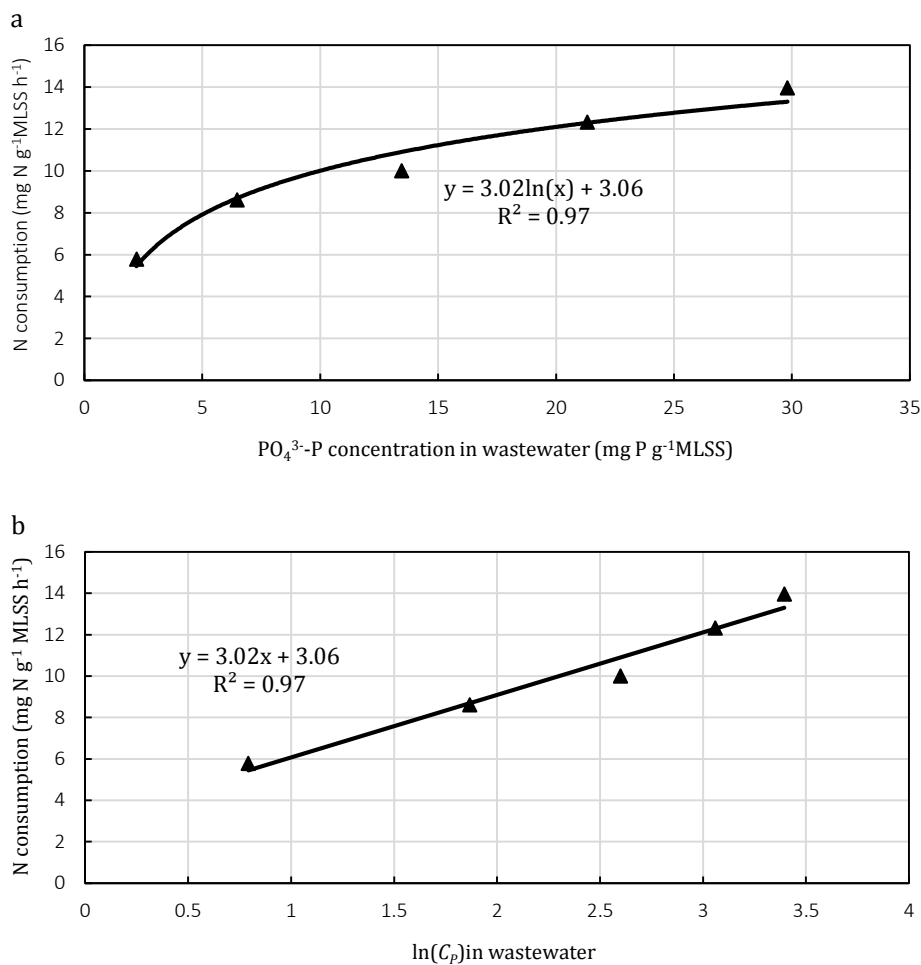 a
N consumption (mg N g⁻¹MLSS h⁻¹)
16
14
12
10
8
6
4
2
0
y = 3.02ln(x) + 3.06
R² = 0.97
0 5 10 15 20 25 30 35
PO₄³⁻-P concentration in wastewater (mg P g⁻¹MLSS)
b
N consumption (mg N g⁻¹ MLSS h⁻¹)
16
14
12
10
8
6
4
2
0
y = 3.02x + 3.06
R² = 0.97
0 0.5 1 1.5 2 2.5 3 3.5 4
ln(C_P)in wastewater